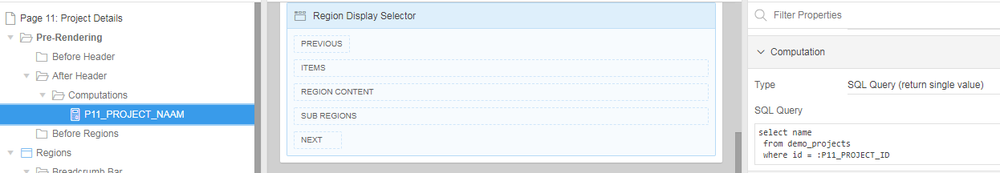 Page 11: Project Details
Pre-Rendering
Before Header
After Header
Computations
P11_PROJECT_NAAM
Before Regions
Regions
Breadcrumb Bar
Region Display Selector
PREVIOUS
ITEMS
REGION CONTENT
SUB REGIONS
NEXT
Filter Properties
Computation
Type SQL Query (return single value)
SQL Query
select name
from demo_projects
where id = :P11_PROJECT_ID